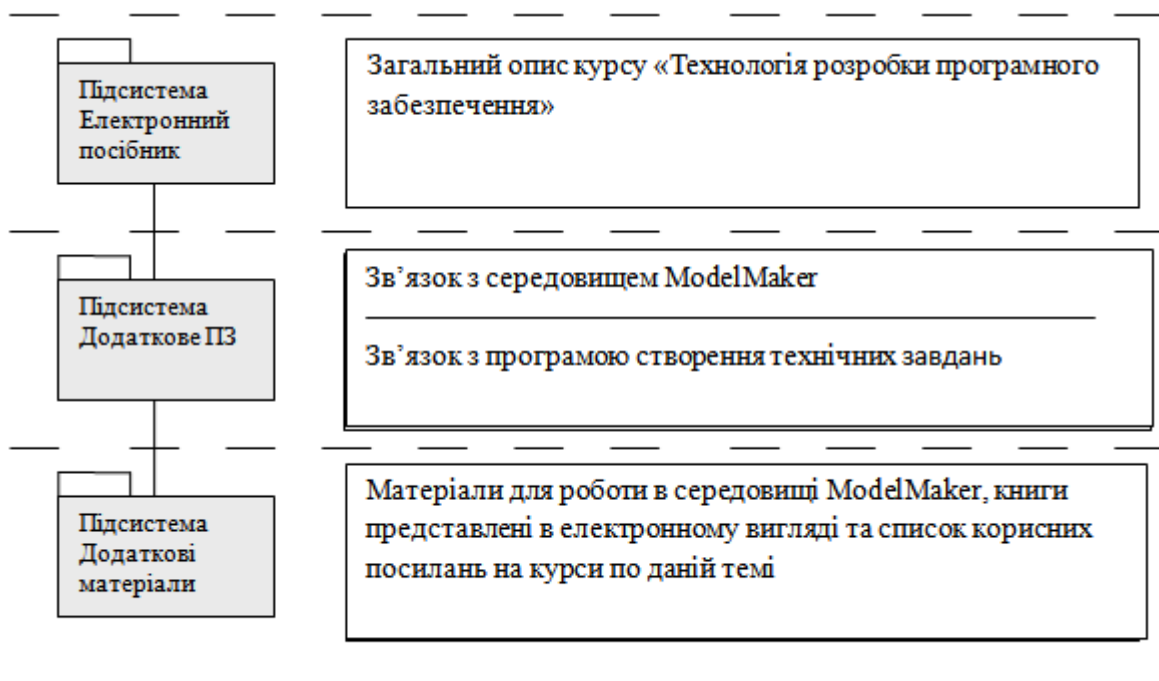 Підсистема
Електронний
посібник
Загальний опис курсу «Технологія розробки програмного
забезпечення»
Підсистема
Додаткове ПЗ
Зв’язок з середовищем ModelMaker
Зв’язок з програмою створення технічних завдань
Підсистема
Додаткові
матеріали
Матеріали для роботи в середовищі ModelMaker, книги
представлені в електронному вигляді та список корисних
посилань на курси по даній темі